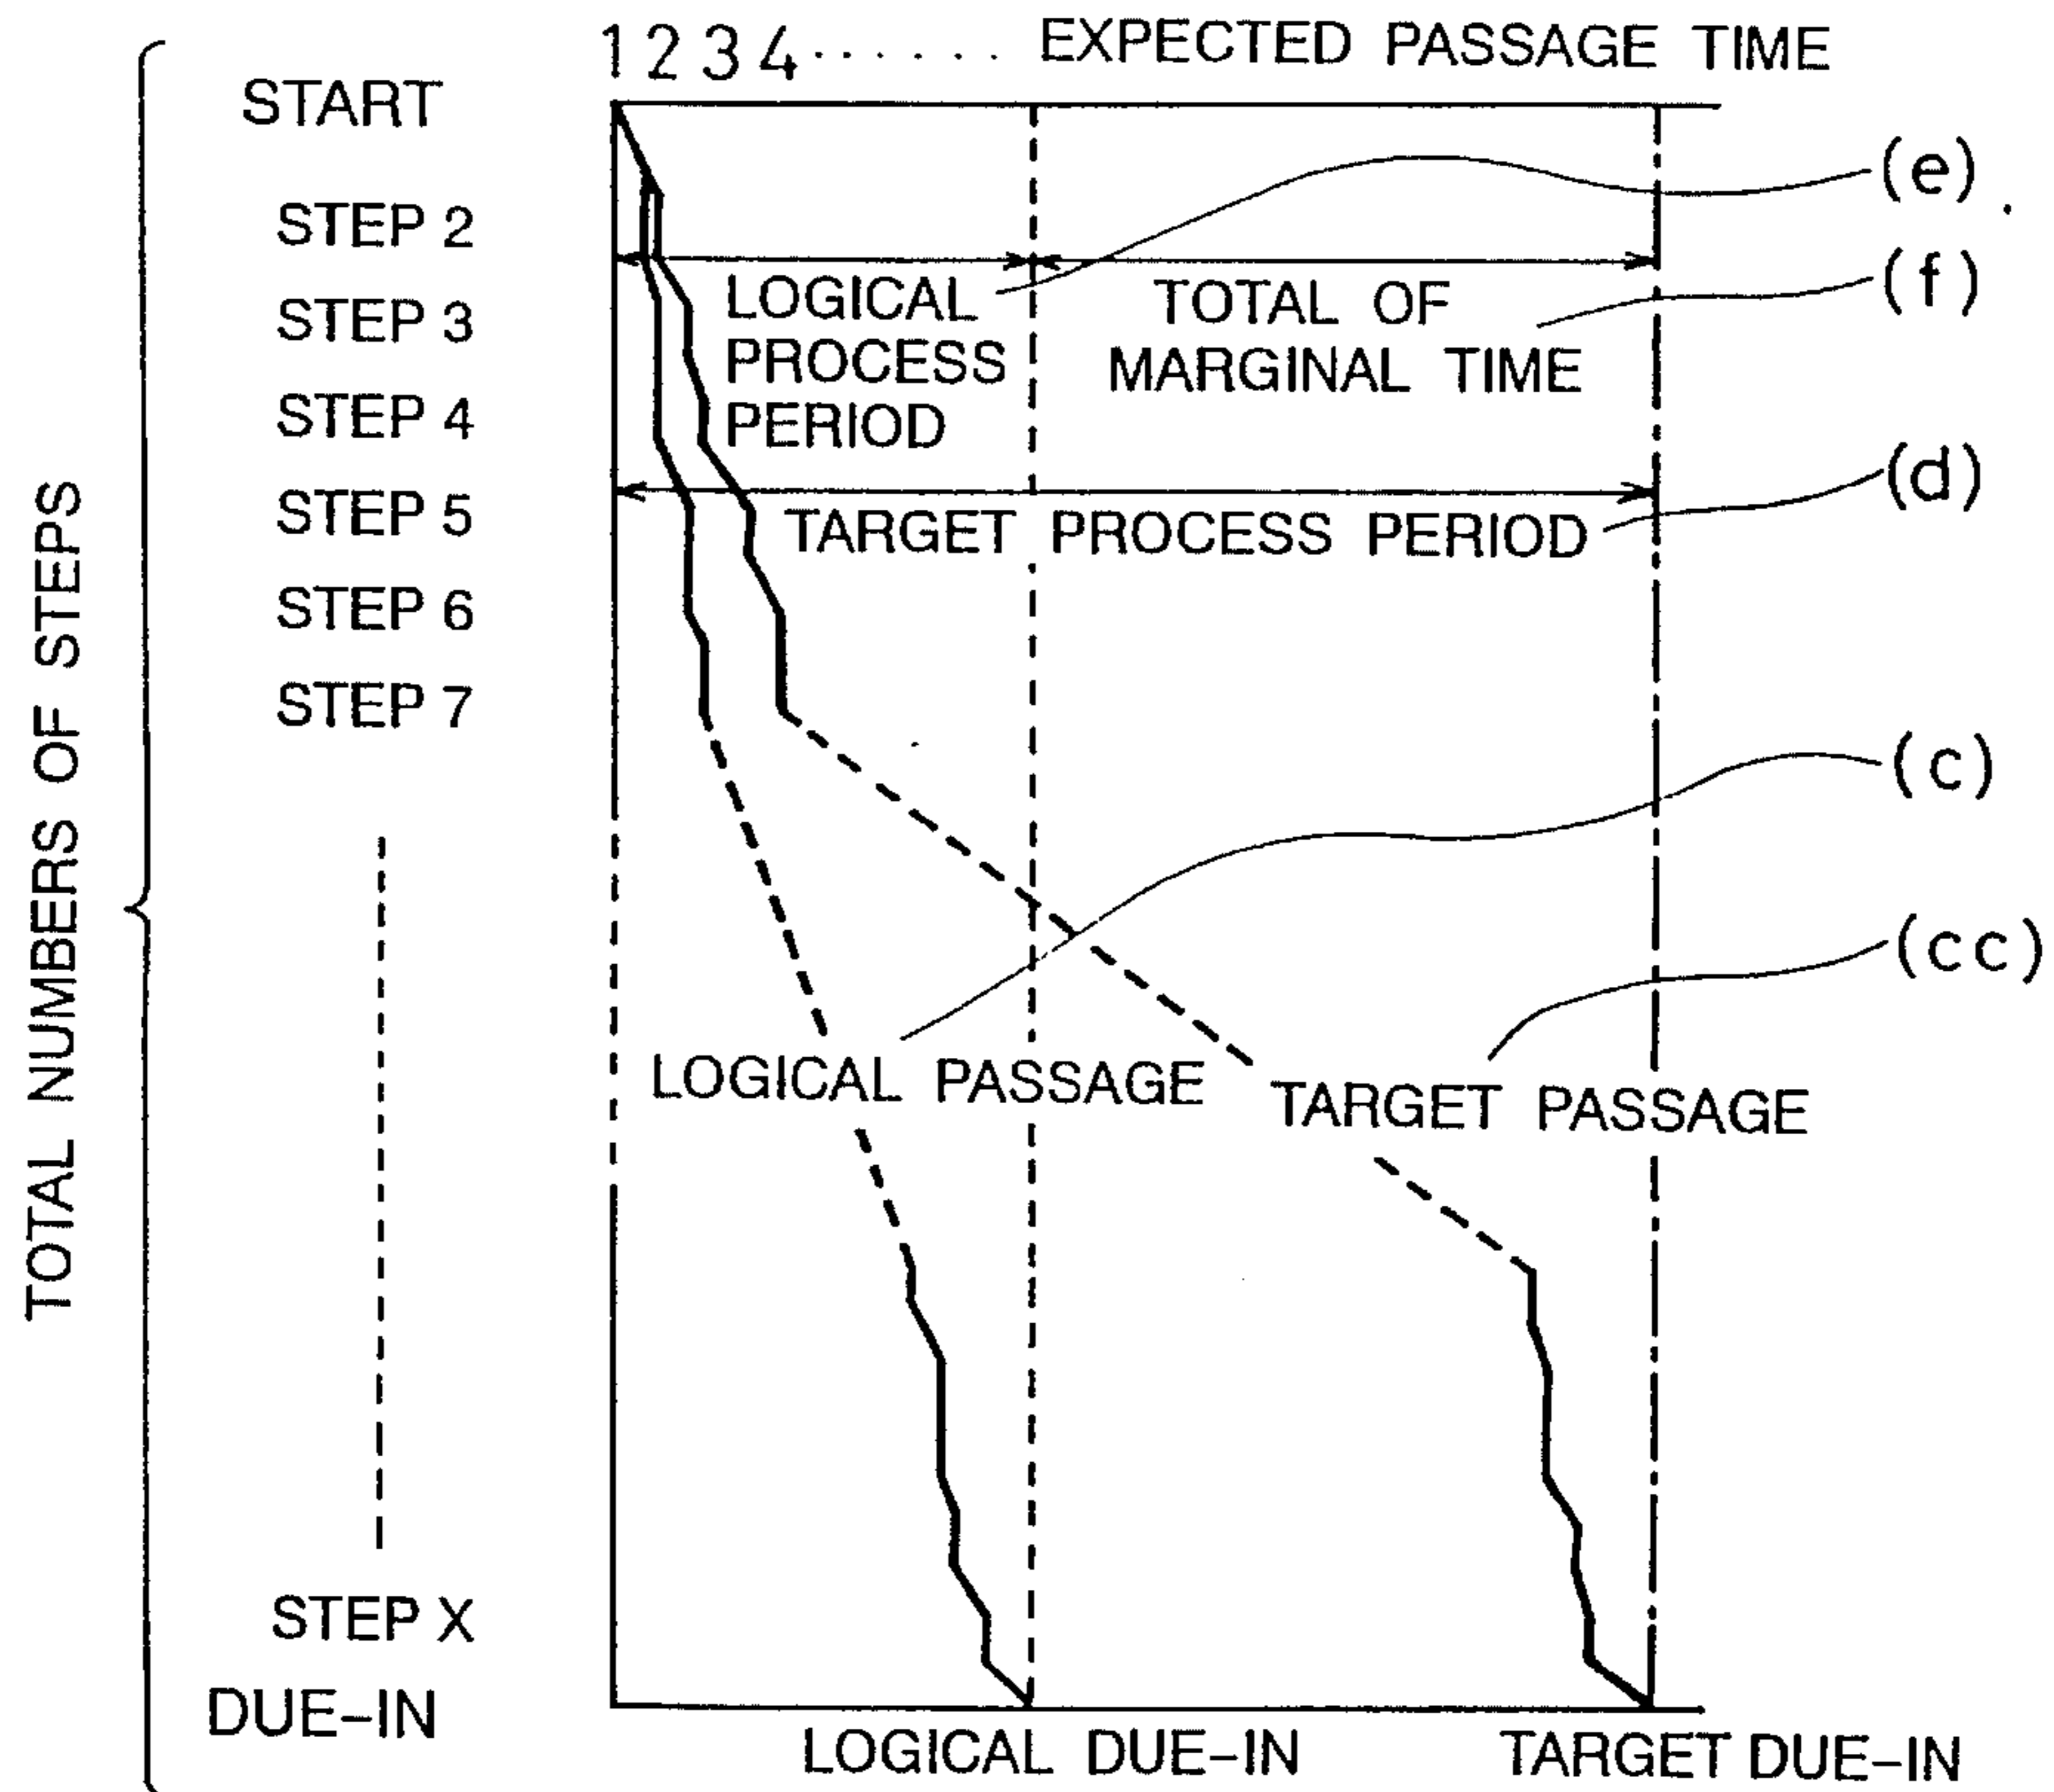 1 2 3 4 ...... EXPECTED PASSAGE TIME
START
STEP 2
STEP 3
STEP 4
STEP 5
STEP 6
STEP 7
STEP X
DUE-IN
TOTAL NUMBERS OF STEPS
LOGICAL
PROCESS
PERIOD
TOTAL OF
MARGINAL TIME
TARGET PROCESS PERIOD
LOGICAL PASSAGE
TARGET PASSAGE
LOGICAL DUE-IN
TARGET DUE-IN
(e)
(f)
(d)
(c)
(cc)